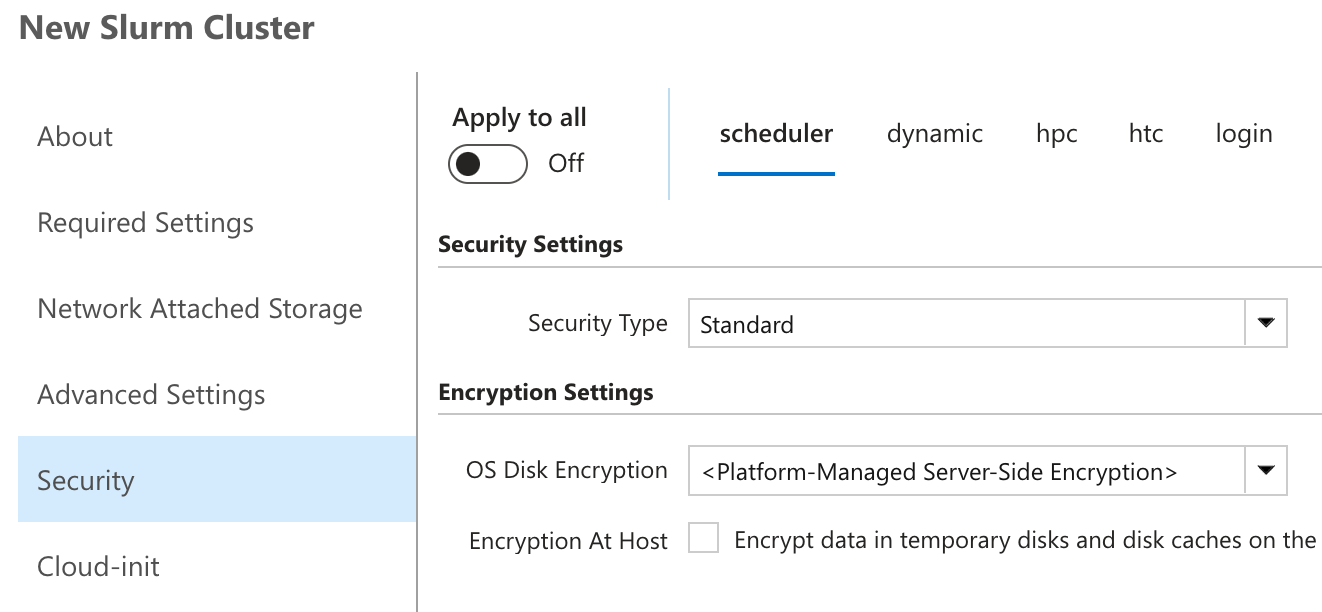 New Slurm Cluster
About
Required Settings
Network Attached Storage
Advanced Settings
Security
Cloud-init
Apply to all
Off
scheduler dynamic hpc htc login
Security Settings
Security Type Standard
Encryption Settings
OS Disk Encryption <Platform-Managed Server-Side Encryption>
Encryption At Host Encrypt data in temporary disks and disk caches on the